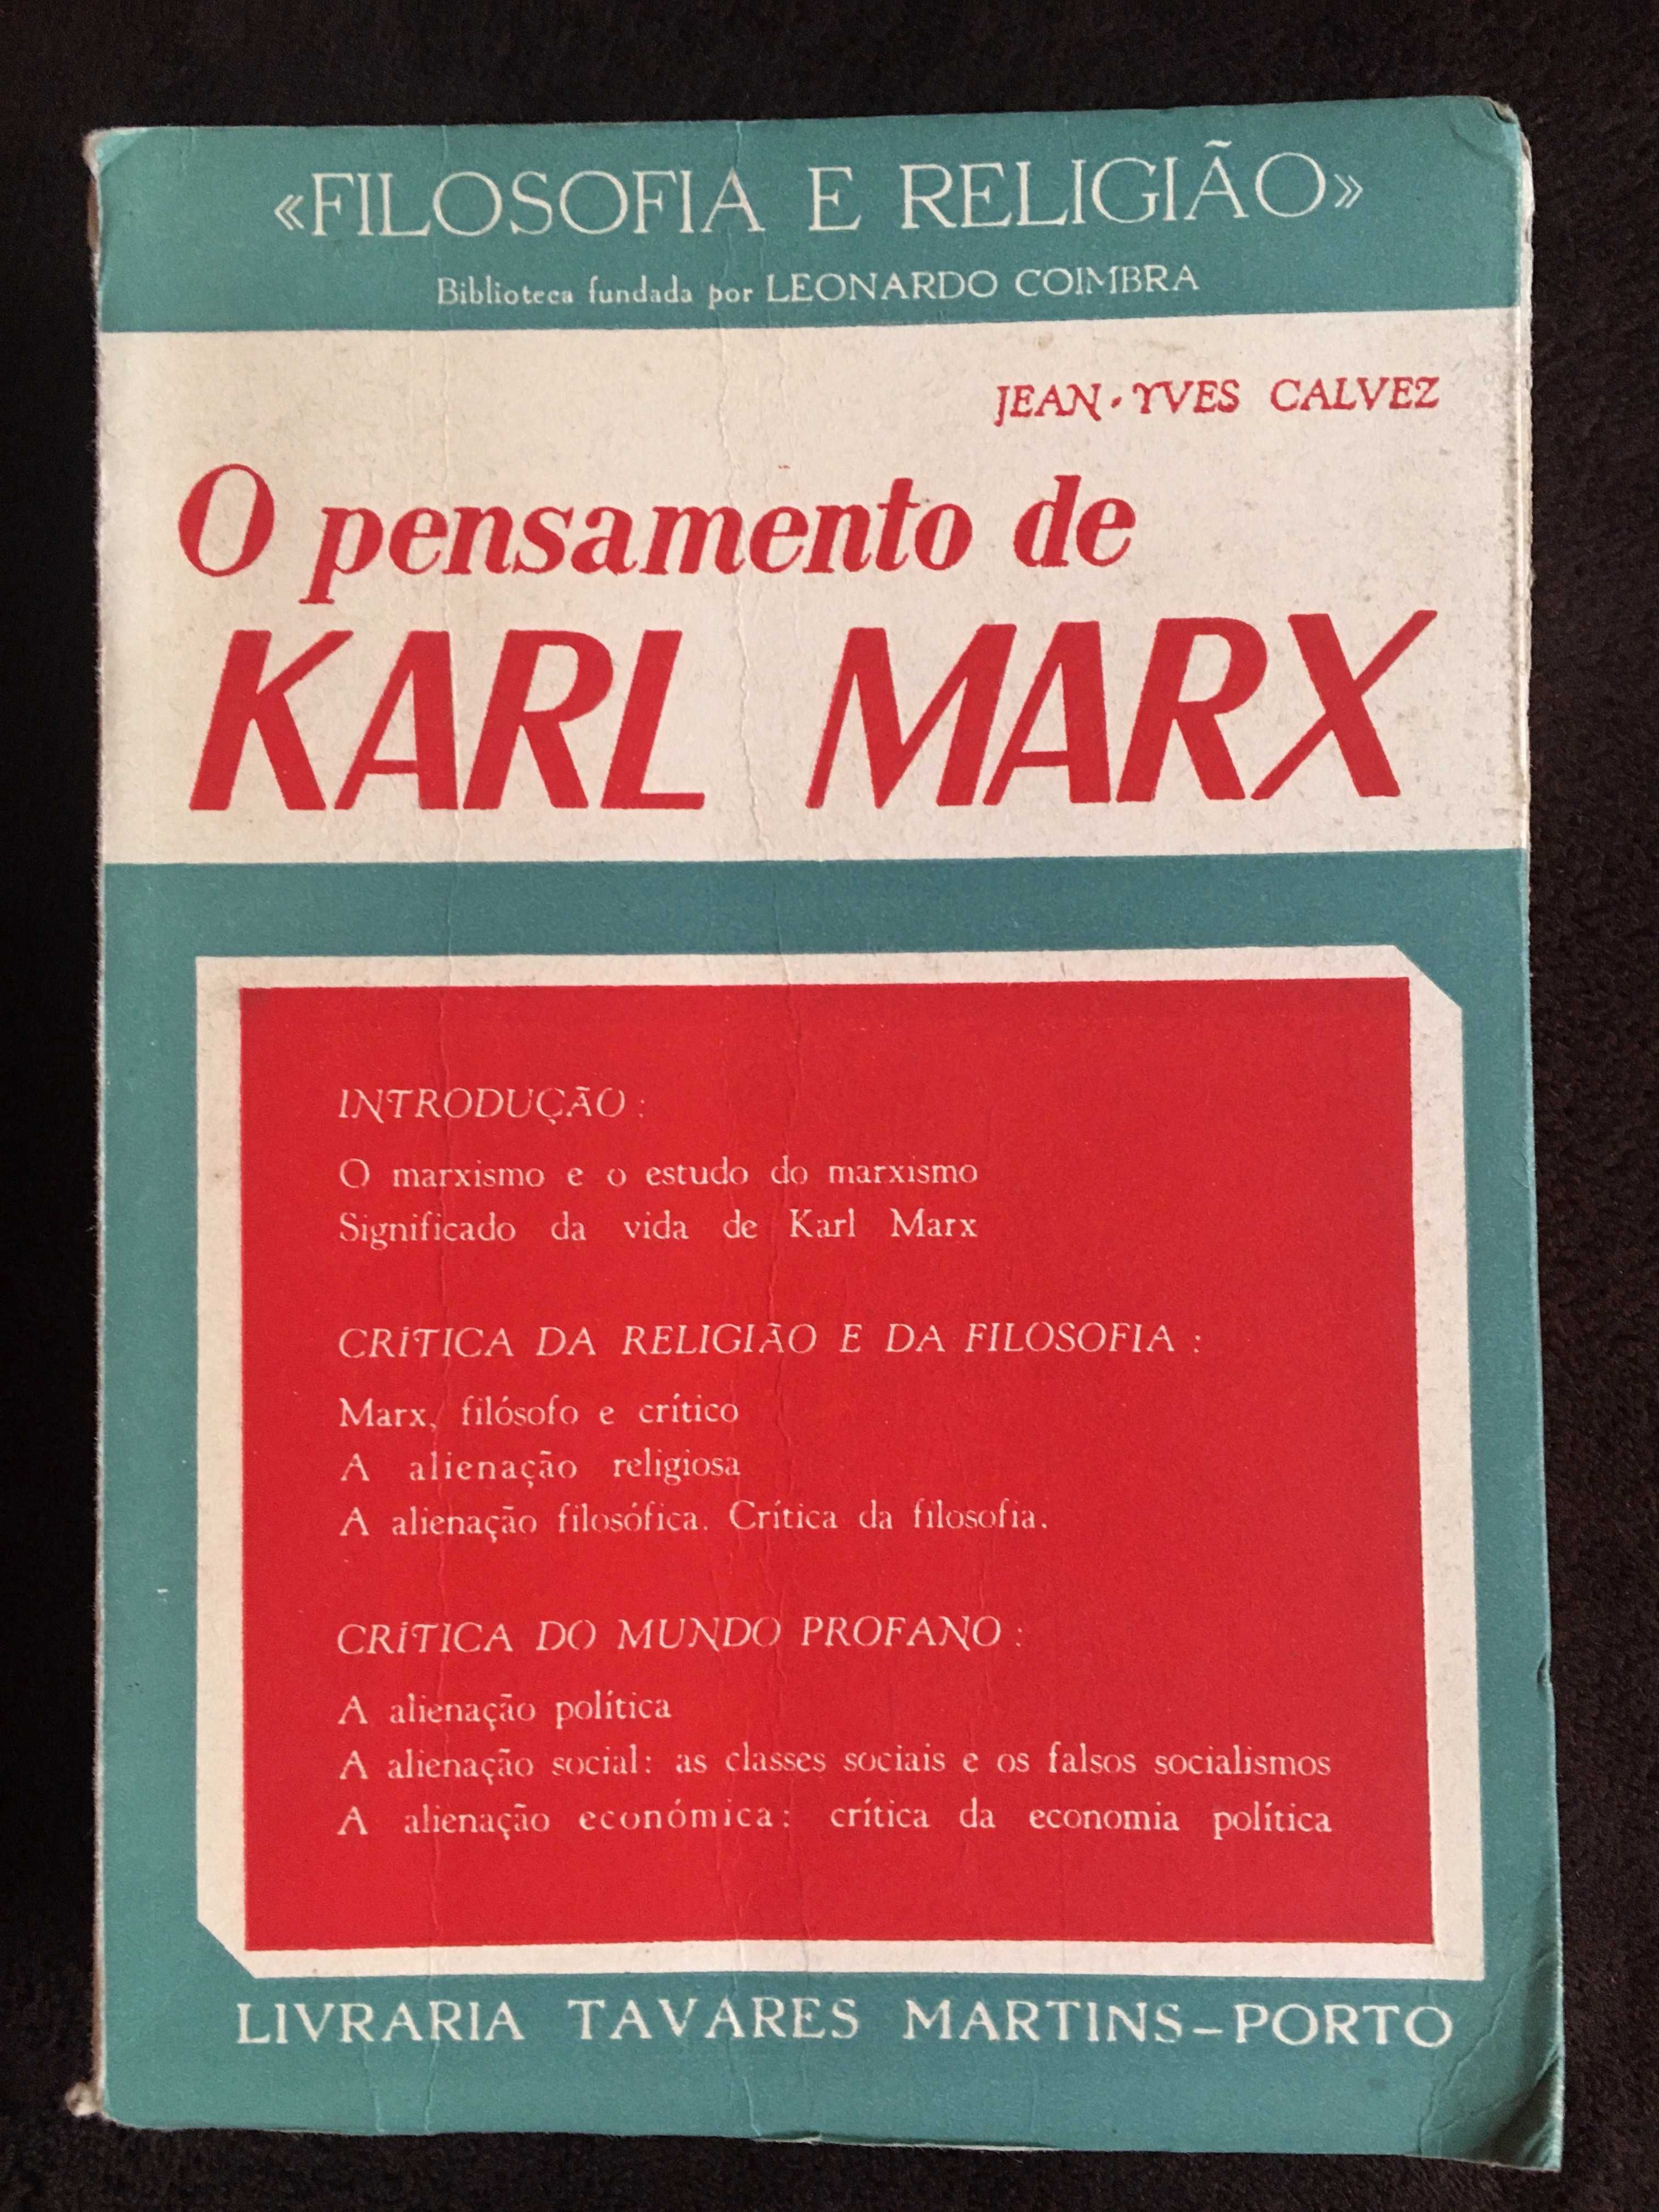 «FILOSOFIA E RELIGIÃO»
Biblioteca fundada por LEONARDO COIMBRA
JEAN-YVES CALVEZ
O pensamento de
KARL MARX
INTRODUÇÃO:
O marxismo e o estudo do marxismo
Significado da vida de Karl Marx
CRÍTICA DA RELIGIÃO E DA FILOSOFIA:
Marx, filósofo e crítico
A alienação religiosa
A alienação filosófica. Crítica da filosofia.
CRÍTICA DO MUNDO PROFANO:
A alienação política
A alienação social: as classes sociais e os falsos socialismos
A alienação económica: crítica da economia política
LIVRARIA TAVARES MARTINS-PORTO